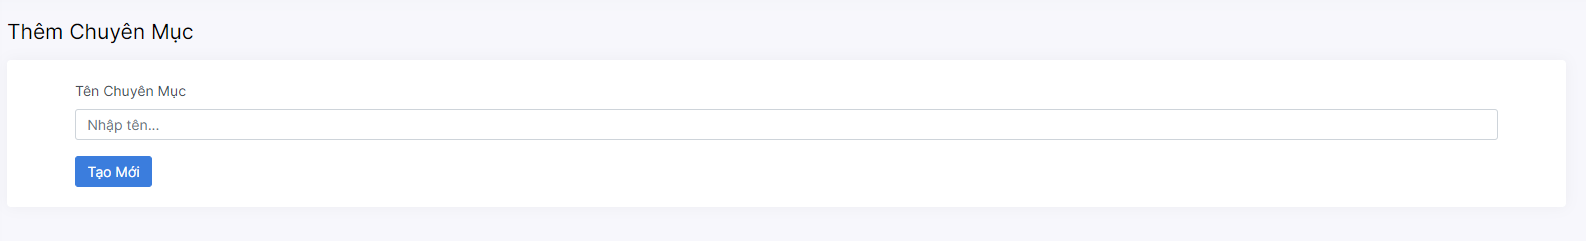 Thêm Chuyên Mục
Tên Chuyên Mục
Nhập tên...
Tạo Mới